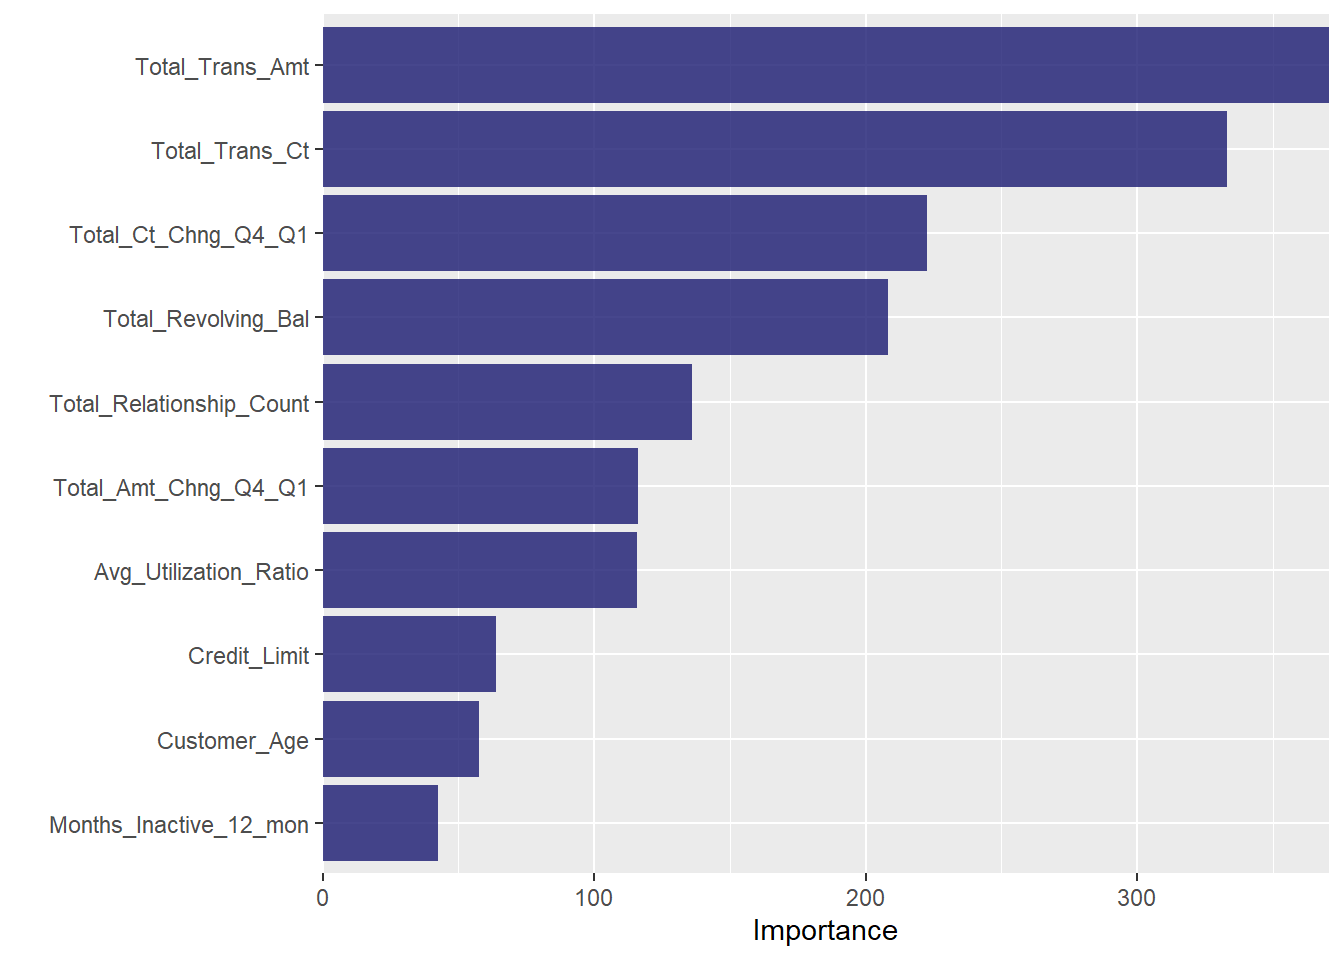 Total_Trans_Amt
Total_Trans_Ct
Total_Ct_Chng_Q4_Q1
Total_Revolving_Bal
Total_Relationship_Count
Total_Amt_Chng_Q4_Q1
Avg_Utilization_Ratio
Credit_Limit
Customer_Age
Months_Inactive_12_mon
0 100 200 300
Importance